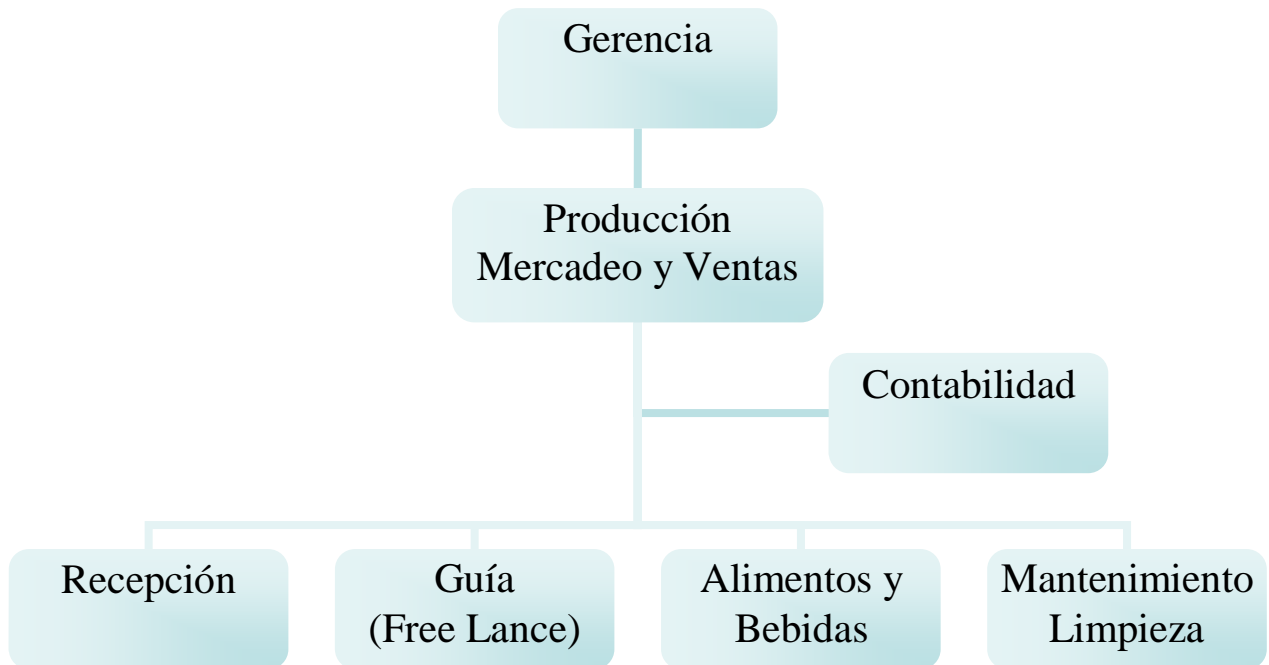 Gerencia
Producción
Mercadeo y Ventas
Contabilidad
Recepción
Guía
(Free Lance)
Alimentos y
Bebidas
Mantenimiento
Limpieza